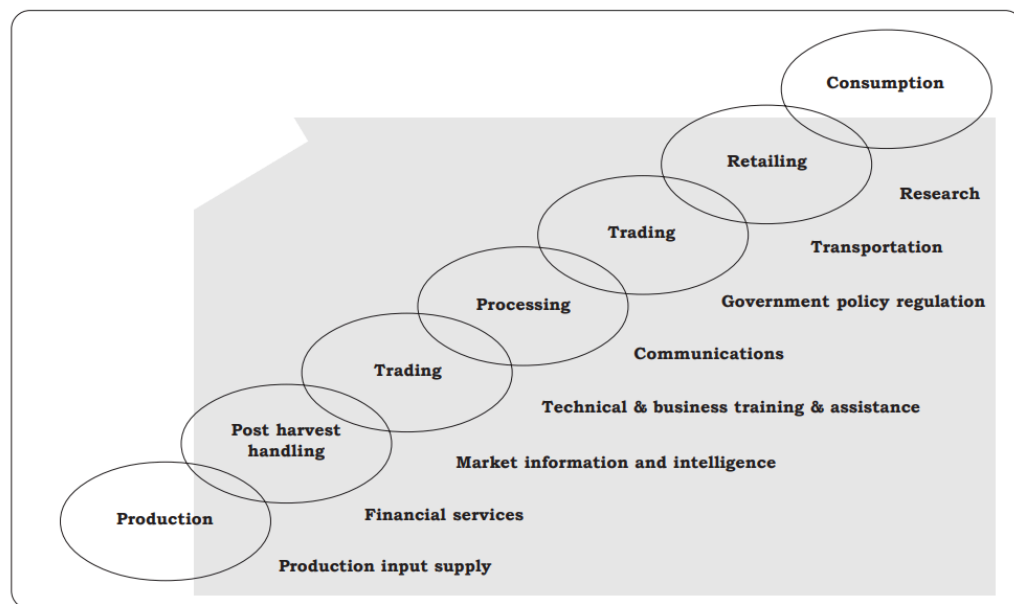 Consumption
Retailing
Research
Trading
Transportation
Government policy regulation
Processing
Communications
Trading
Technical & business training & assistance
Post harvest
handling
Market information and intelligence
Financial services
Production
Production input supply